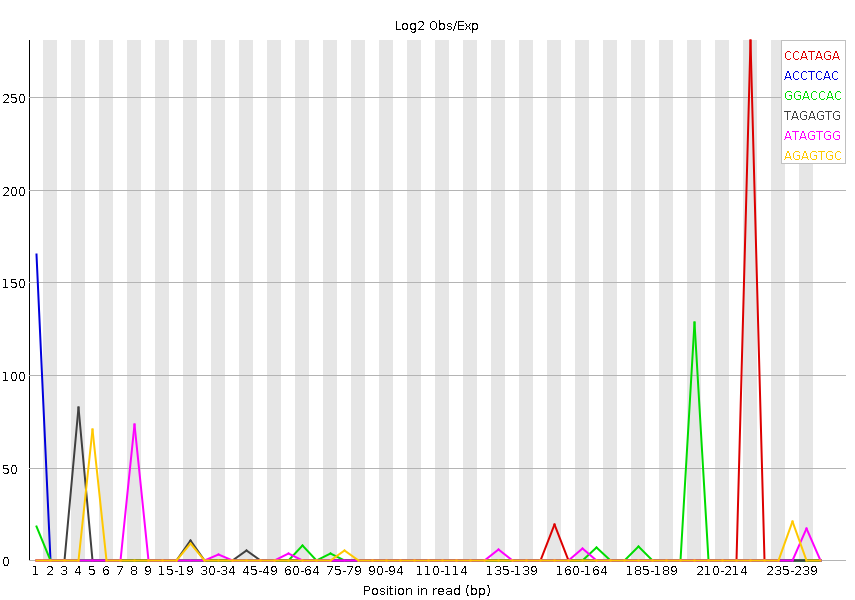 Log2 Obs/Exp
CCATAGA
ACCTCAC
GGACCAC
TAGAGTG
ATAGTGG
AGAGTGC
250
200
150
100
50
0
1 2 3 4 5 6 7 8 9 15-19 30-34 45-49 60-64 75-79 90-94 110-114 135-139 160-164 185-189 210-214 235-239
Position in read (bp)